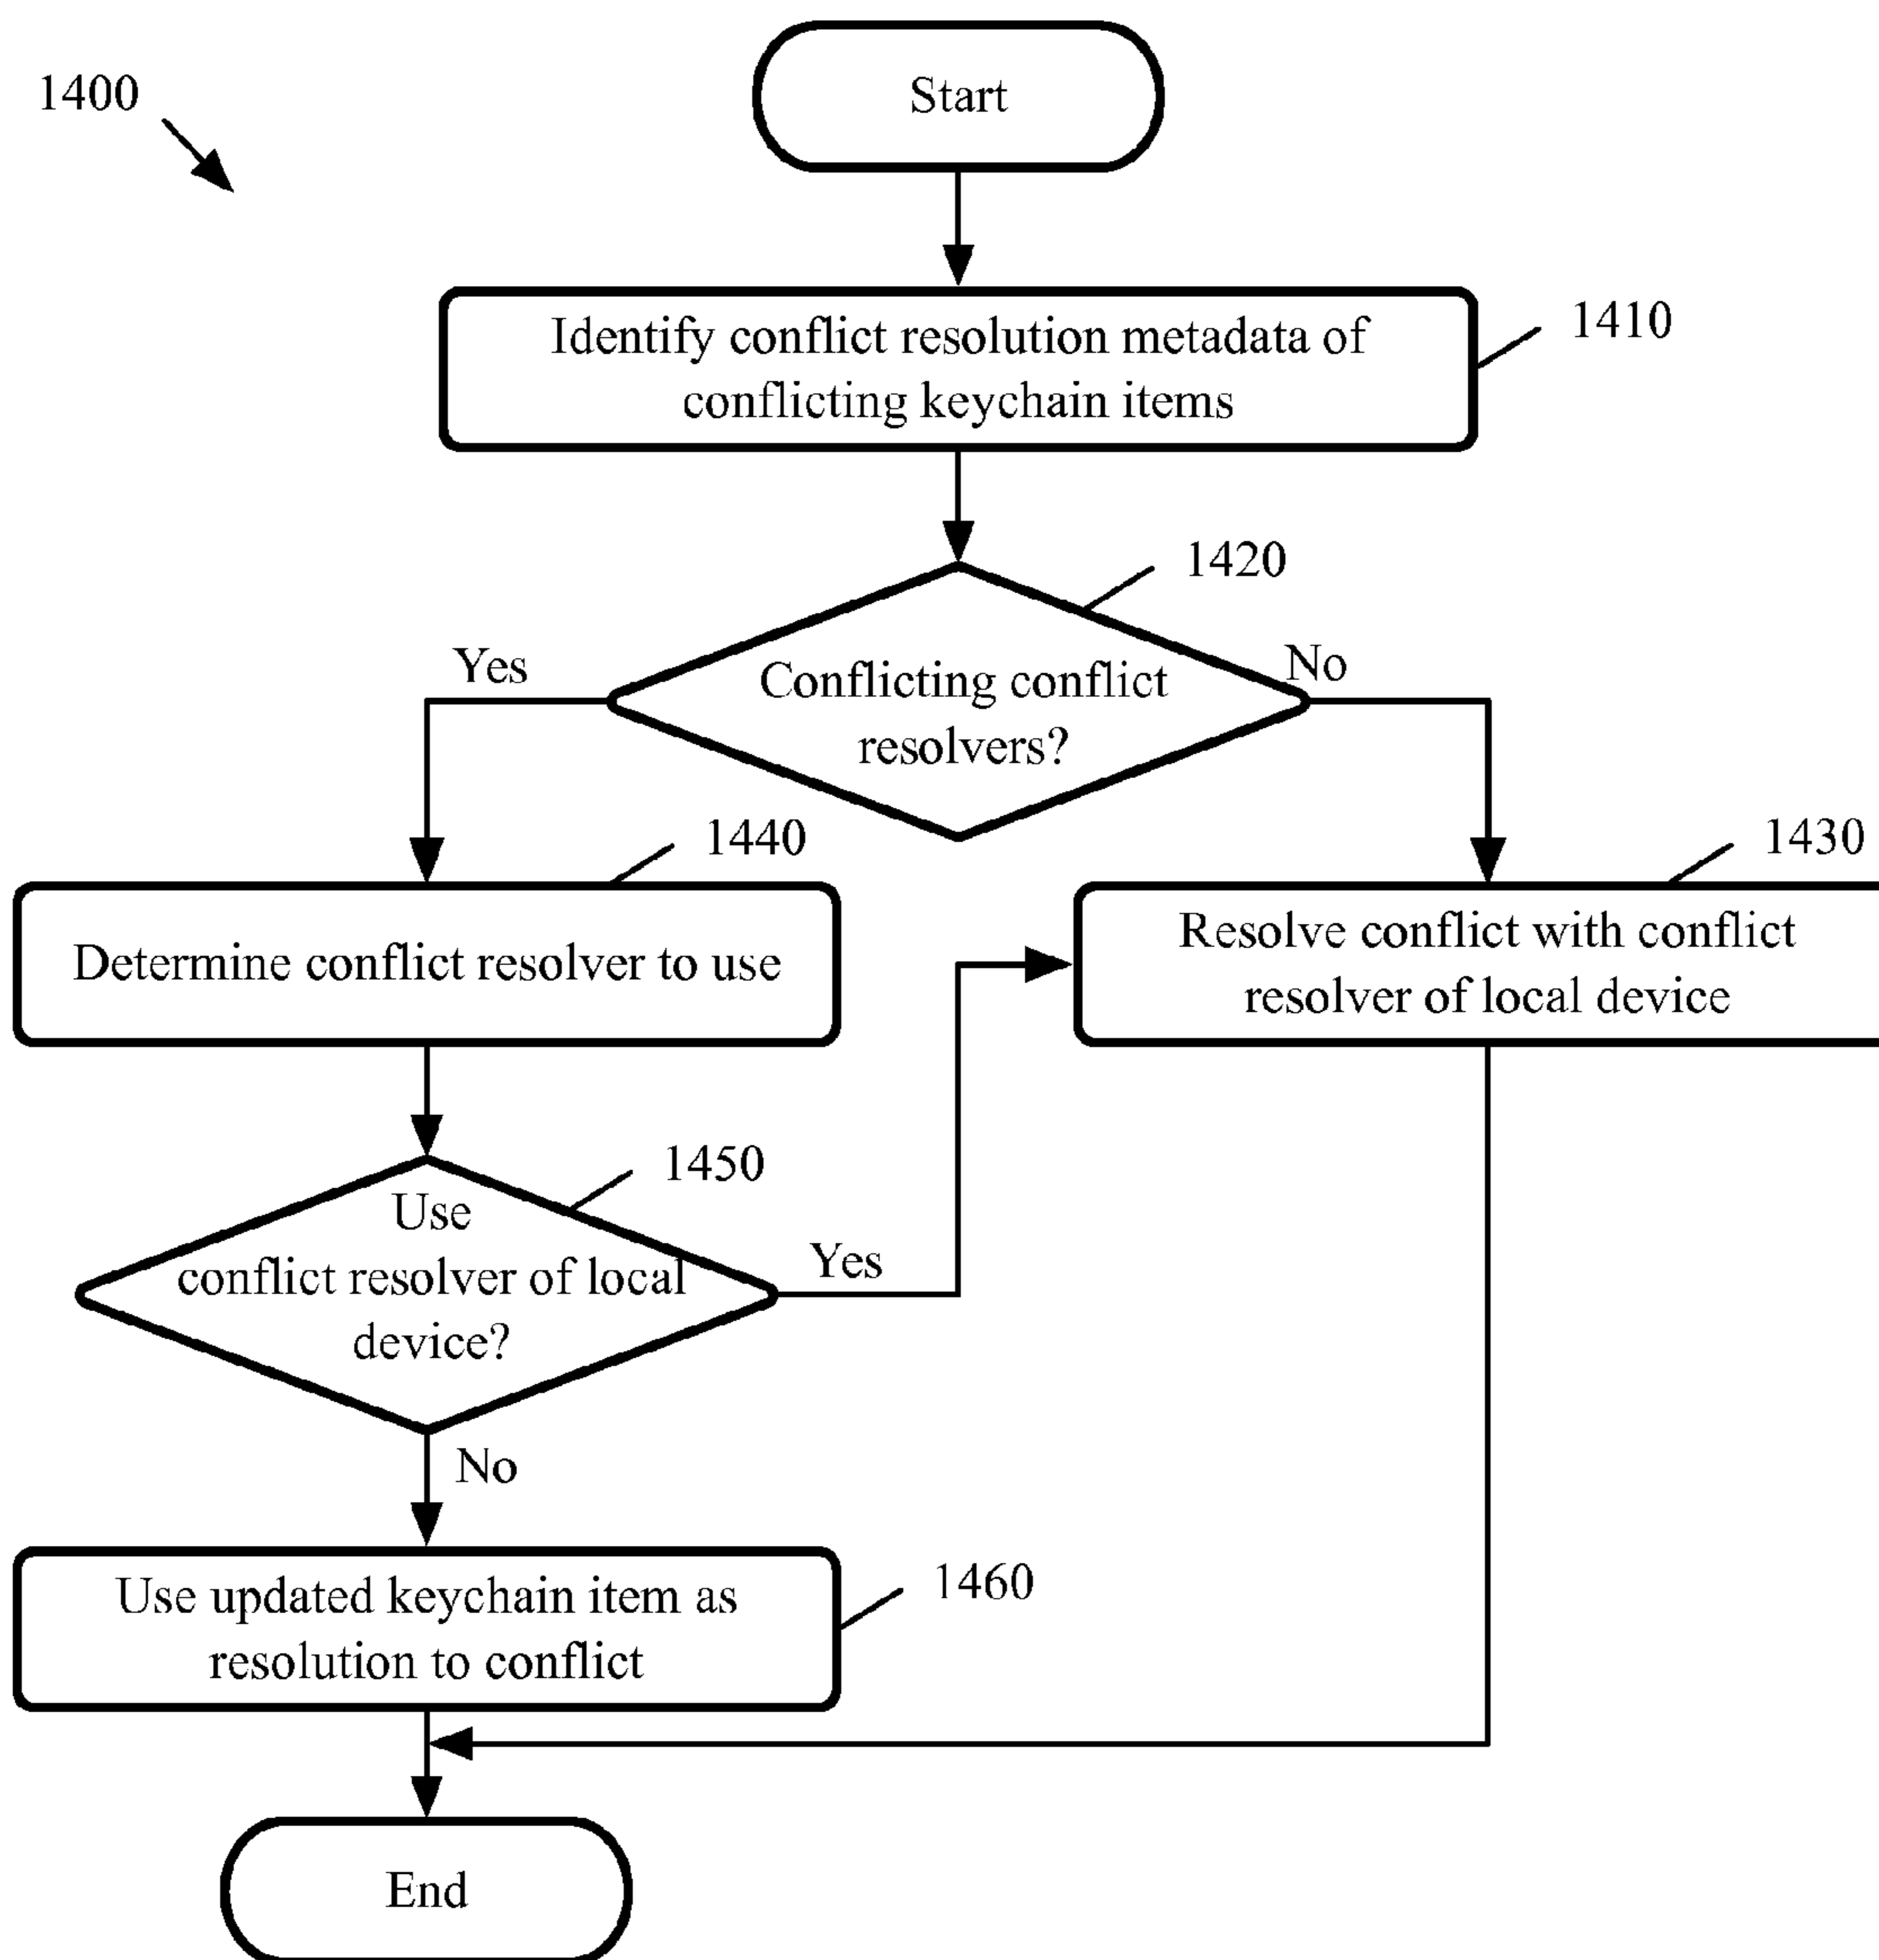 1400
Start
Identify conflict resolution metadata of
conflicting keychain items
1410
1420
Yes
Conflicting conflict
resolvers?
No
1440
Determine conflict resolver to use
1430
Resolve conflict with conflict
resolver of local device
1450
Use
conflict resolver of local
device?
Yes
No
Use updated keychain item as
resolution to conflict
1460
End